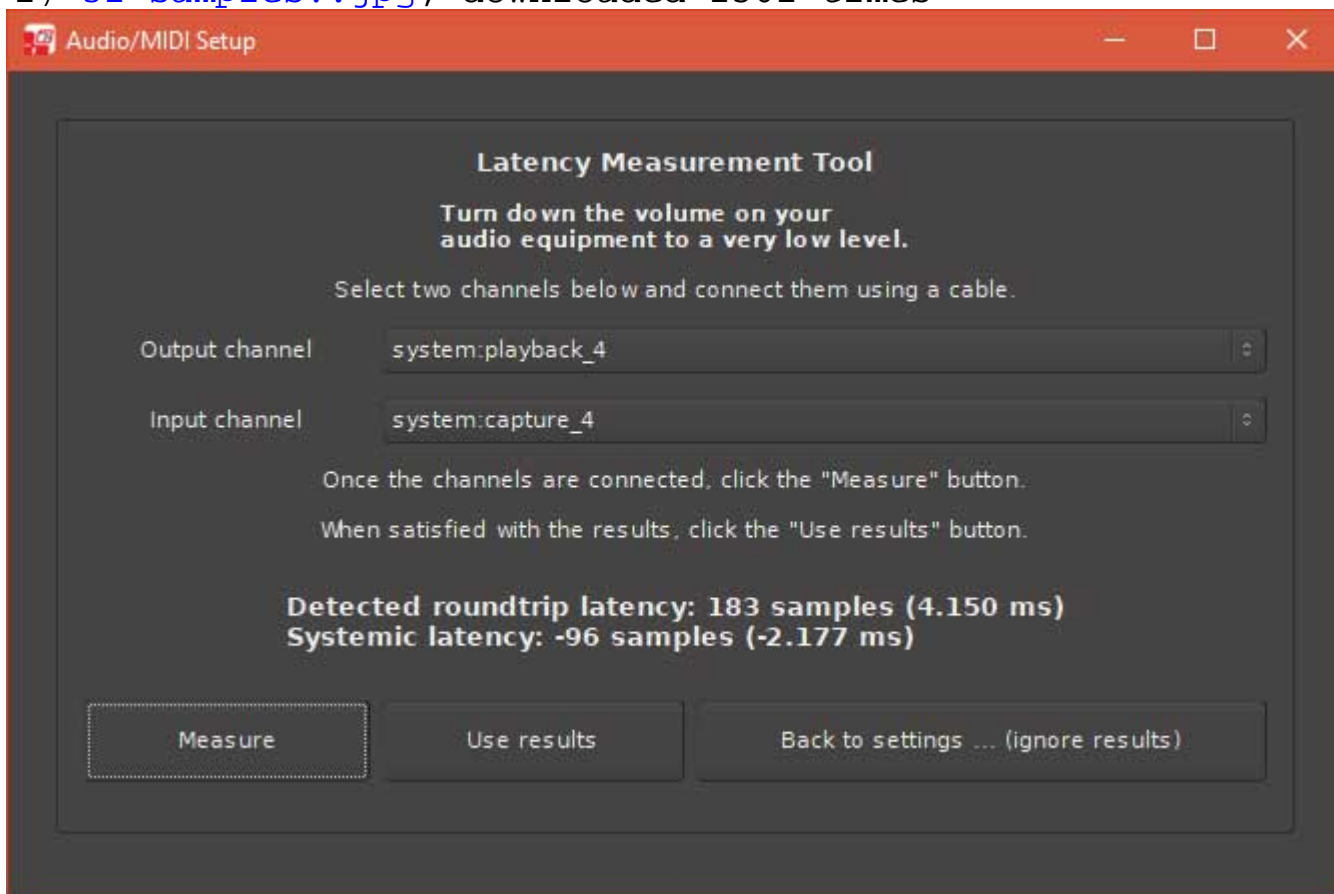 downloaded
Audio/MIDI Setup
Latency Measurement Tool
Turn down the volume on your
audio equipment to a very low level.
Select two channels below and connect them using a cable.
Output channel system:playback_4
Input channel system:capture_4
Once the channels are connected, click the "Measure" button.
When satisfied with the results, click the "Use results" button.
Detected roundtrip latency: 183 samples (4.150 ms)
Systemic latency: -96 samples (-2.177 ms)
Measure Use results Back to settings ... (ignore results)